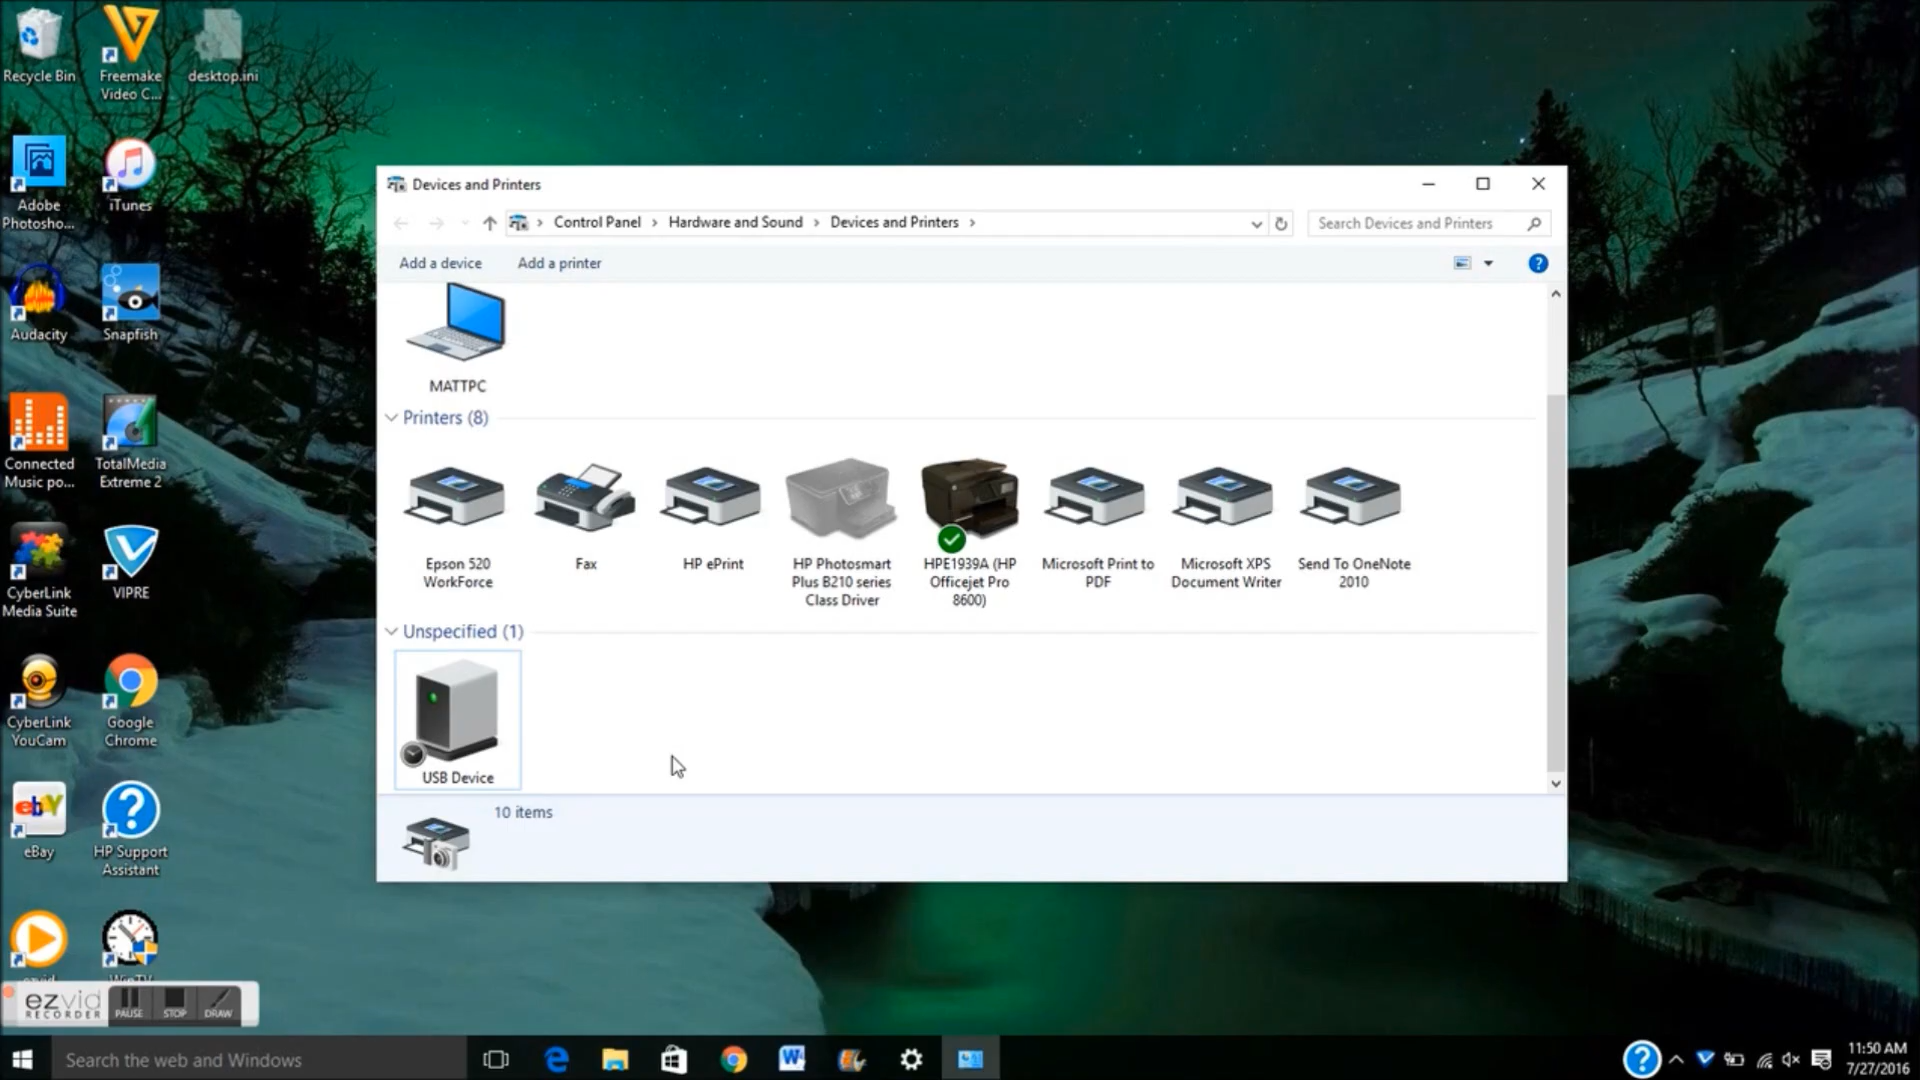 Recycle Bin
Freemake
Video C...
desktop.ini
Adobe
Photosho...
iTunes
Audacity
Snapfish
Connected
Music po...
TotalMedia
Extreme 2
CyberLink
Media Suite
VIPRE
CyberLink
YouCam
Google
Chrome
ebY
eBay
HP Support
Assistant
Devices and Printers
Control Panel > Hardware and Sound > Devices and Printers >
Search Devices and Printers
Add a device
Add a printer
MATTPC
Printers (8)
Epson 520
WorkForce
Fax
HP ePrint
HP Photosmart
Plus B210 series
Class Driver
HPE1939A (HP
Officejet Pro
8600)
Microsoft Print to
PDF
Microsoft XPS
Document Writer
Send To OneNote
2010
Unspecified (1)
USB Device
10 items
ezvid
RECORDER
PAUSE
STOP
DRAW
Search the web and Windows
11:50 AM
7/27/2016